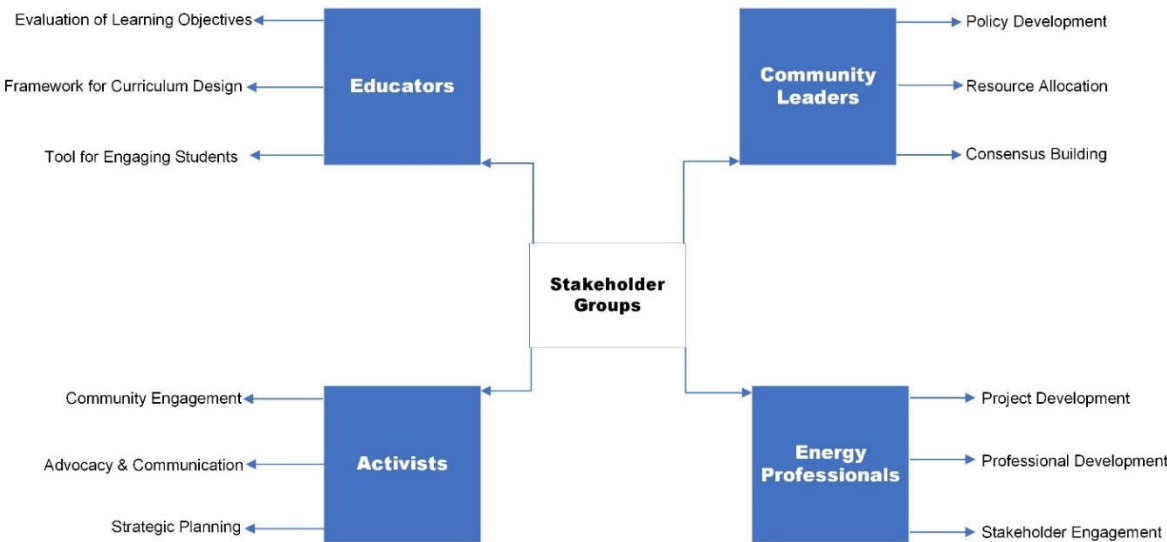 Evaluation of Learning Objectives
Framework for Curriculum Design
Tool for Engaging Students
Educators
Community
Leaders
Policy Development
Resource Allocation
Consensus Building
Stakeholder
Groups
Community Engagement
Advocacy & Communication
Strategic Planning
Activists
Energy
Professionals
Project Development
Professional Development
Stakeholder Engagement